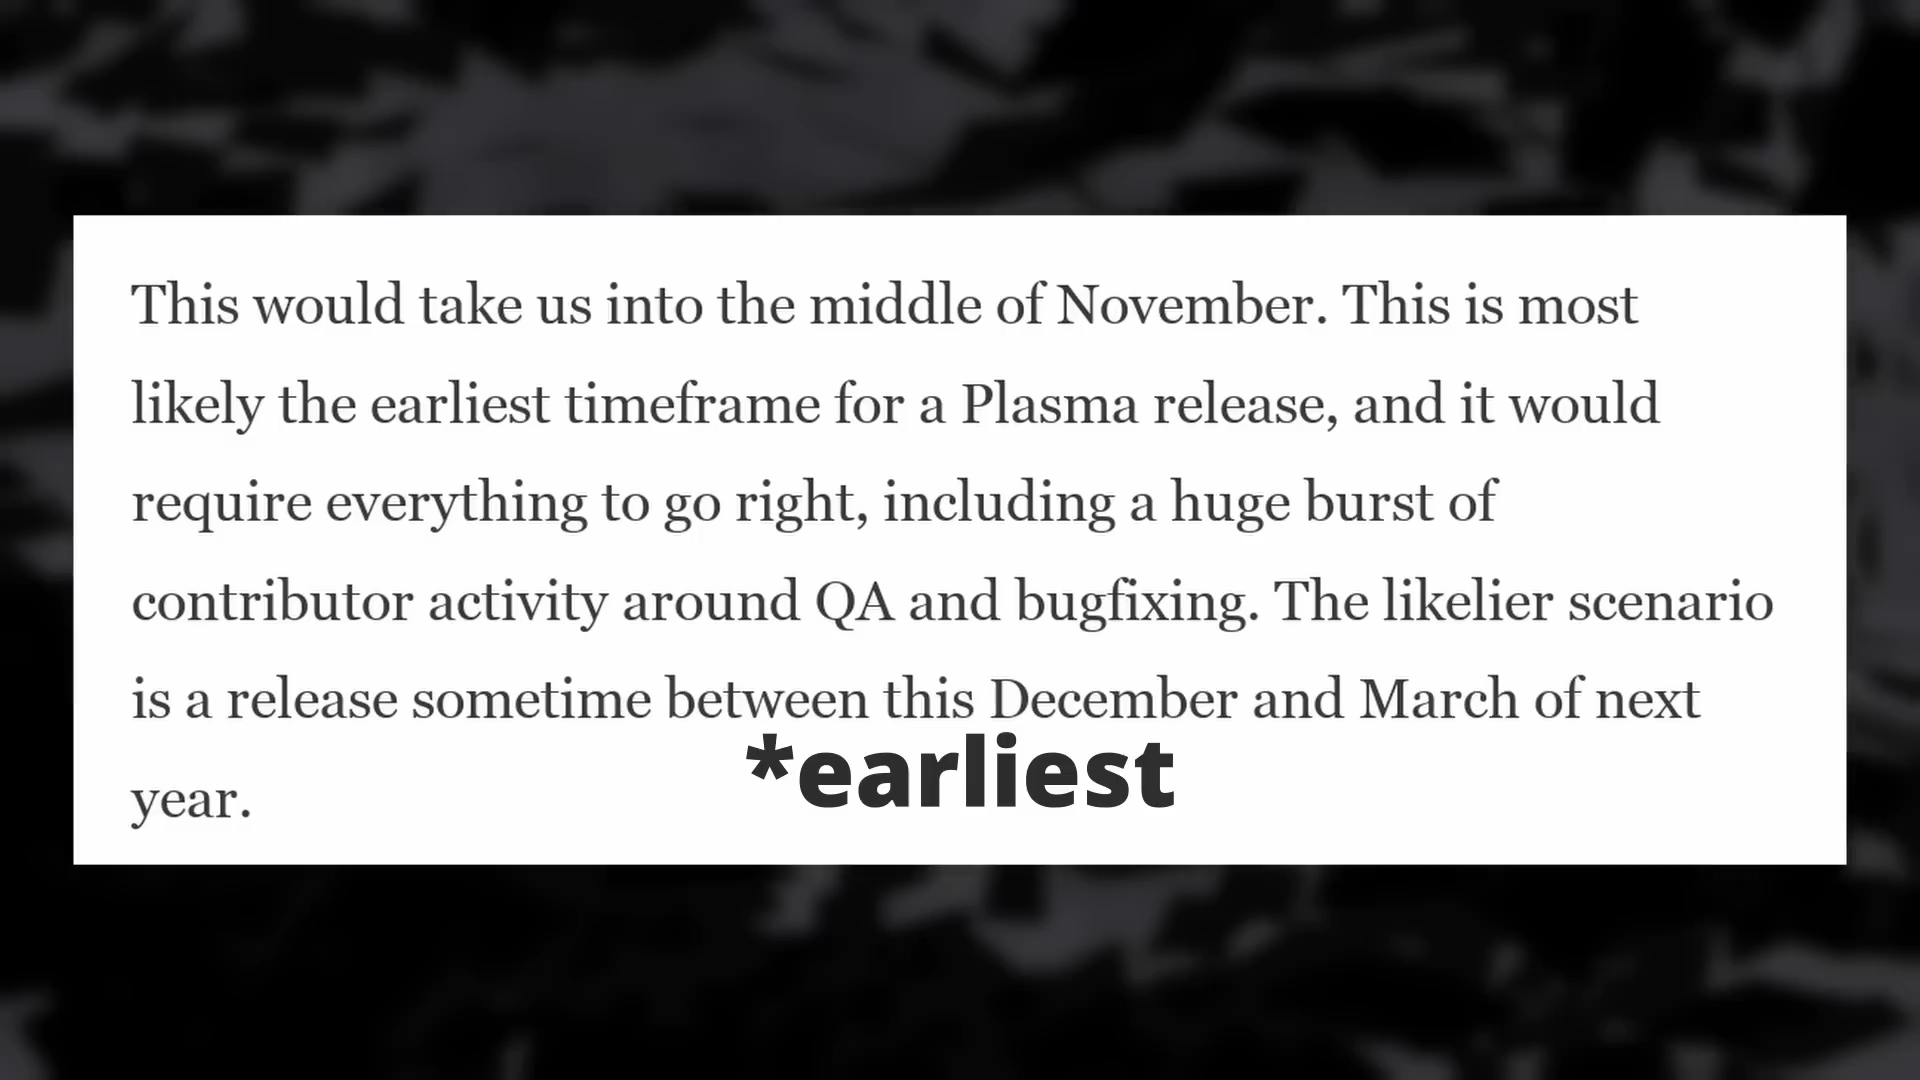 This would take us into the middle of November. This is most
likely the earliest timeframe for a Plasma release, and it would
require everything to go right, including a huge burst of
contributor activity around QA and bugfixing. The likelier scenario
is a release sometime between this December and March of next
year.
*earliest